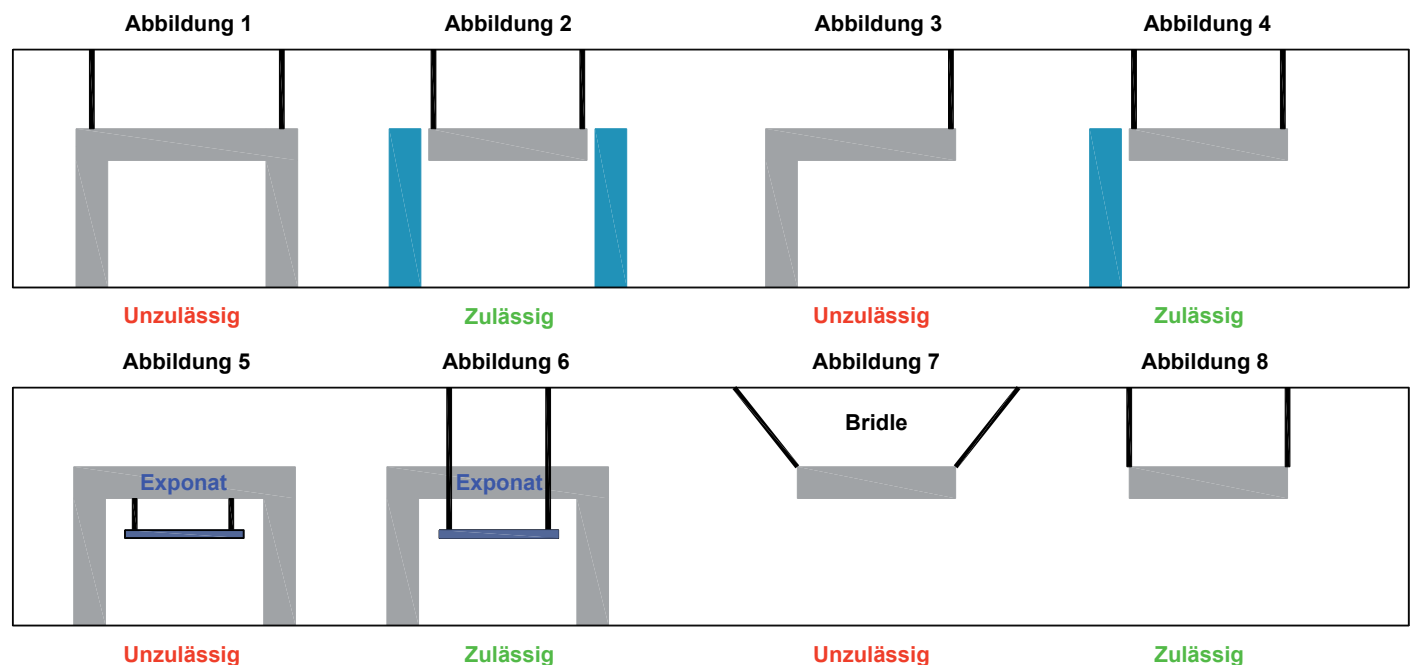 Abbildung 1 Abbildung 2 Abbildung 3 Abbildung 4
Unzulässig Zulässig Unzulässig Zulässig
Abbildung 5 Abbildung 6 Abbildung 7 Abbildung 8
Bridle
Exponat Exponat
Unzulässig Zulässig Unzulässig Zulässig